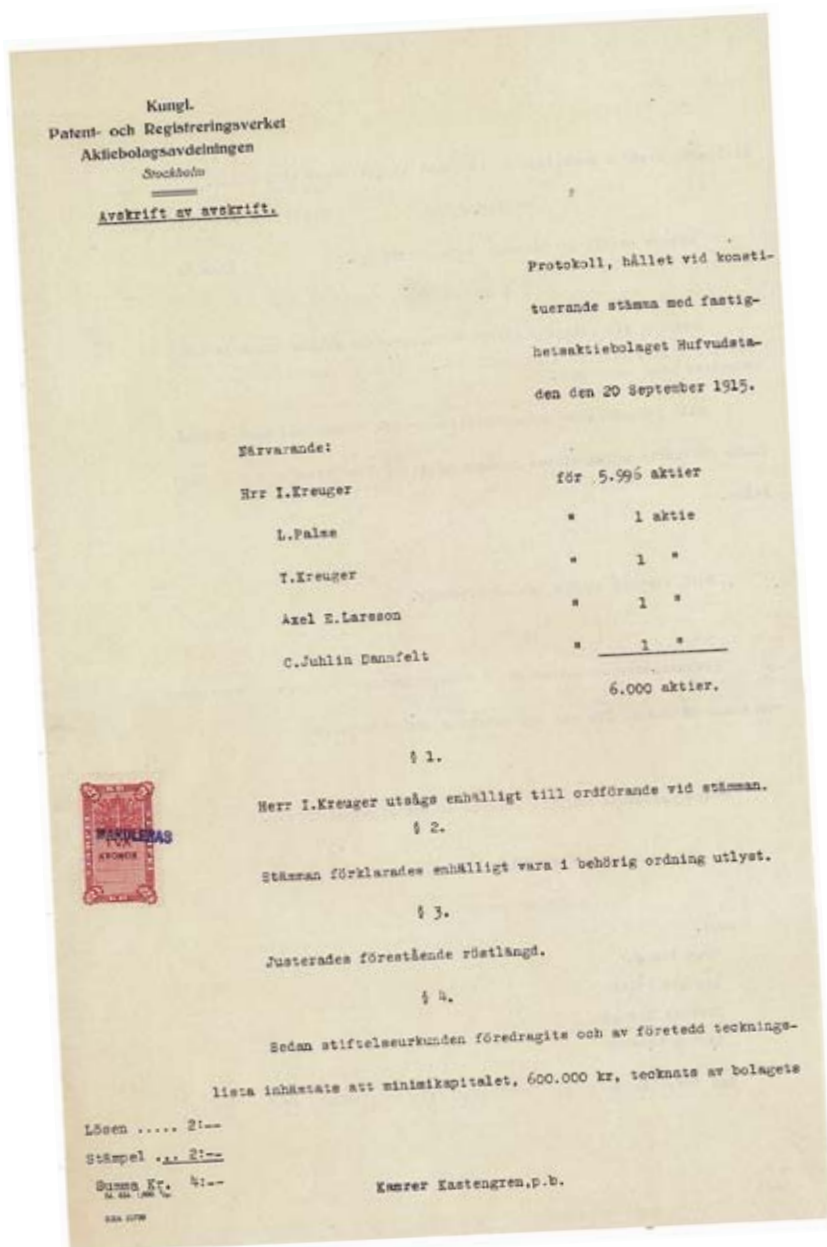 Kungl.
Patent- och Registreringsverket
Aktiebolagsavdelningen
Stockholm
Avskrift av avskrift.
Protokoll, hållet vid konsti-
tuerande stämma med fastig-
hetsaktiebolaget Hufvudsta-
den den 20 September 1915.
Närvarande:
Hrr I.Kreuger för 5.996 aktier
L.Palme " 1 aktie
T.Kreuger " 1 "
Axel E.Larsson " 1 "
C.Juhlin Dannfelt " 1 "
6.000 aktier.
§ 1.
Herr I.Kreuger utsågs enhälligt till ordförande vid stämman.
§ 2.
MAKULERAS
KRONOR
Stämman förklarades enhälligt vara i behörig ordning utlyst.
§ 3.
Justerades förestående röstlängd.
§ 4.
Sedan stiftelseurkunden föredragits och av företedd tecknings-
lista inhämtats att minimikapitalet, 600.000 kr, tecknats av bolagets
Lösen ..... 2:--
Stämpel ... 2:--
Summa Kr. 4:--
Kamrer Kastengren,p.b.